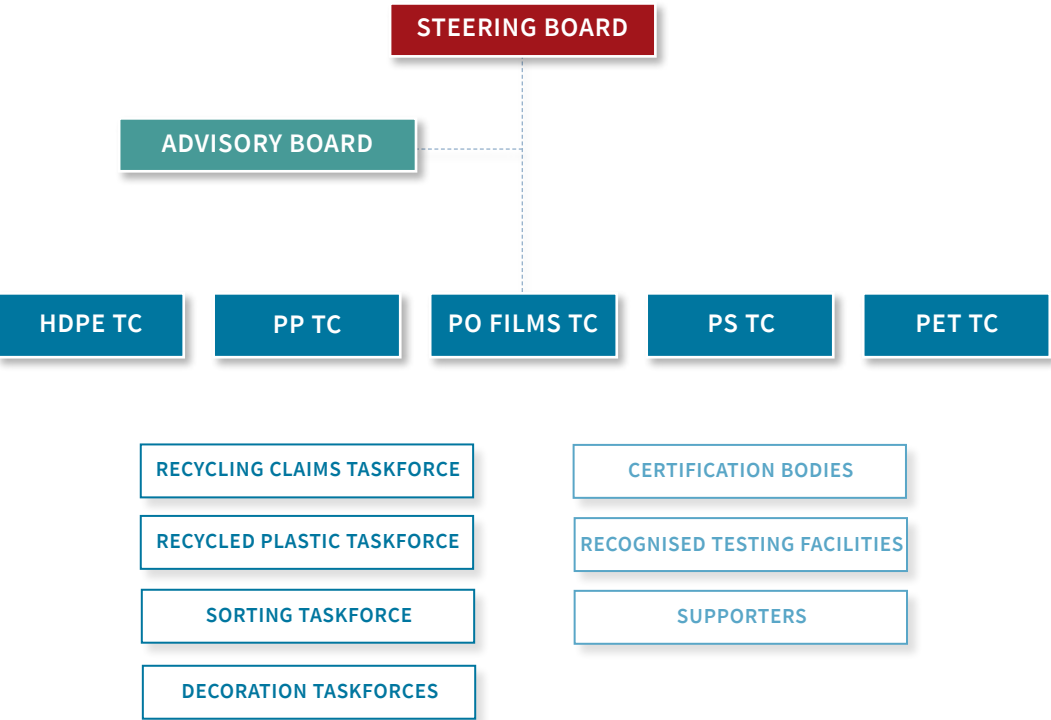 STEERING BOARD
ADVISORY BOARD
HDPE TC
PP TC
PO FILMS TC
PS TC
PET TC
RECYCLING CLAIMS TASKFORCE
RECYCLED PLASTIC TASKFORCE
SORTING TASKFORCE
DECORATION TASKFORCES
CERTIFICATION BODIES
RECOGNISED TESTING FACILITIES
SUPPORTERS